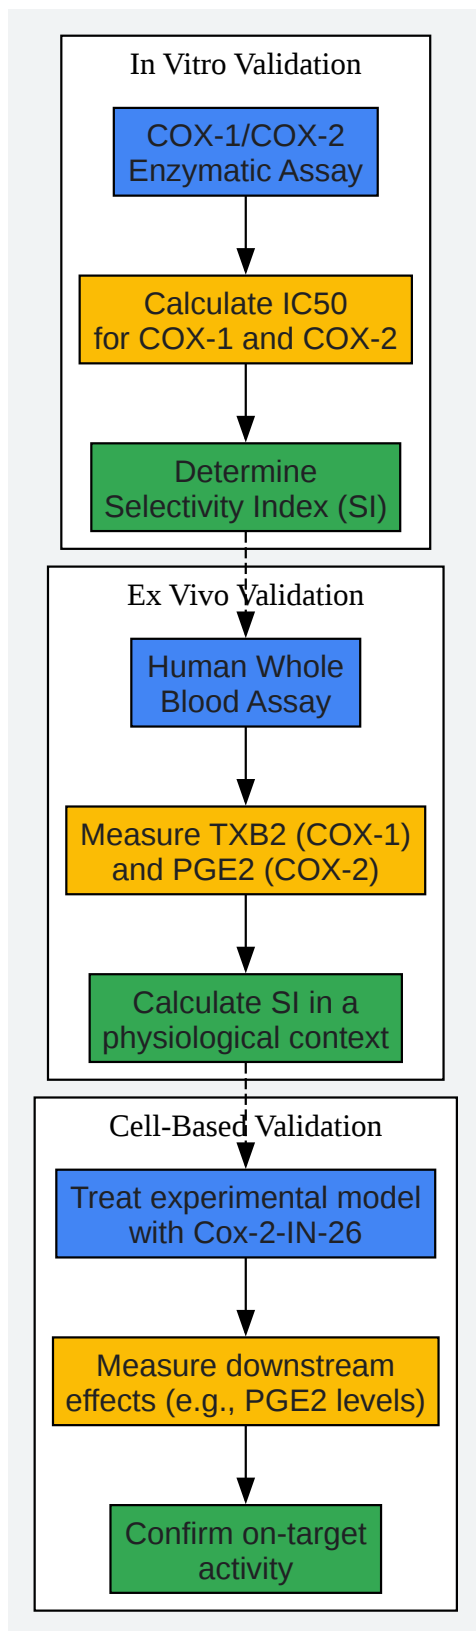 In Vitro Validation
COX-1/COX-2
Enzymatic Assay
Calculate IC50
for COX-1 and COX-2
Determine
Selectivity Index (SI)
Ex Vivo Validation
Human Whole
Blood Assay
Measure TXB2 (COX-1)
and PGE2 (COX-2)
Calculate SI in a
physiological context
Cell-Based Validation
Treat experimental model
with Cox-2-IN-26
Measure downstream
effects (e.g., PGE2 levels)
Confirm on-target
activity